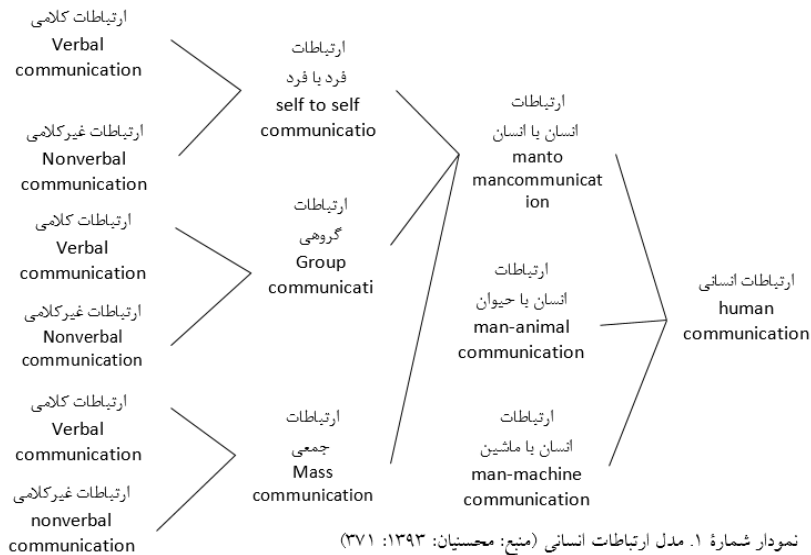 ارتباطات انسانی
human
communication
ارتباطات
انسان با انسان
manto
mancommunicat
ion
ارتباطات
انسان با حیوان
man-animal
communication
ارتباطات
انسان با ماشین
man-machine
communication
ارتباطات
فرد با فرد
self to self
communicatio
ارتباطات
گروهی
Group
communicati
ارتباطات
جمعی
Mass
communication
ارتباطات کلامی
Verbal
communication
ارتباطات غیرکلامی
Nonverbal
communication
ارتباطات کلامی
Verbal
communication
ارتباطات غیرکلامی
Nonverbal
communication
ارتباطات کلامی
Verbal
communication
ارتباطات غیرکلامی
nonverbal
communication
نمودار شمارهٔ ۱. مدل ارتباطات انسانی (منبع: محسنیان: ۱۳۹۳: ۳۷۱)